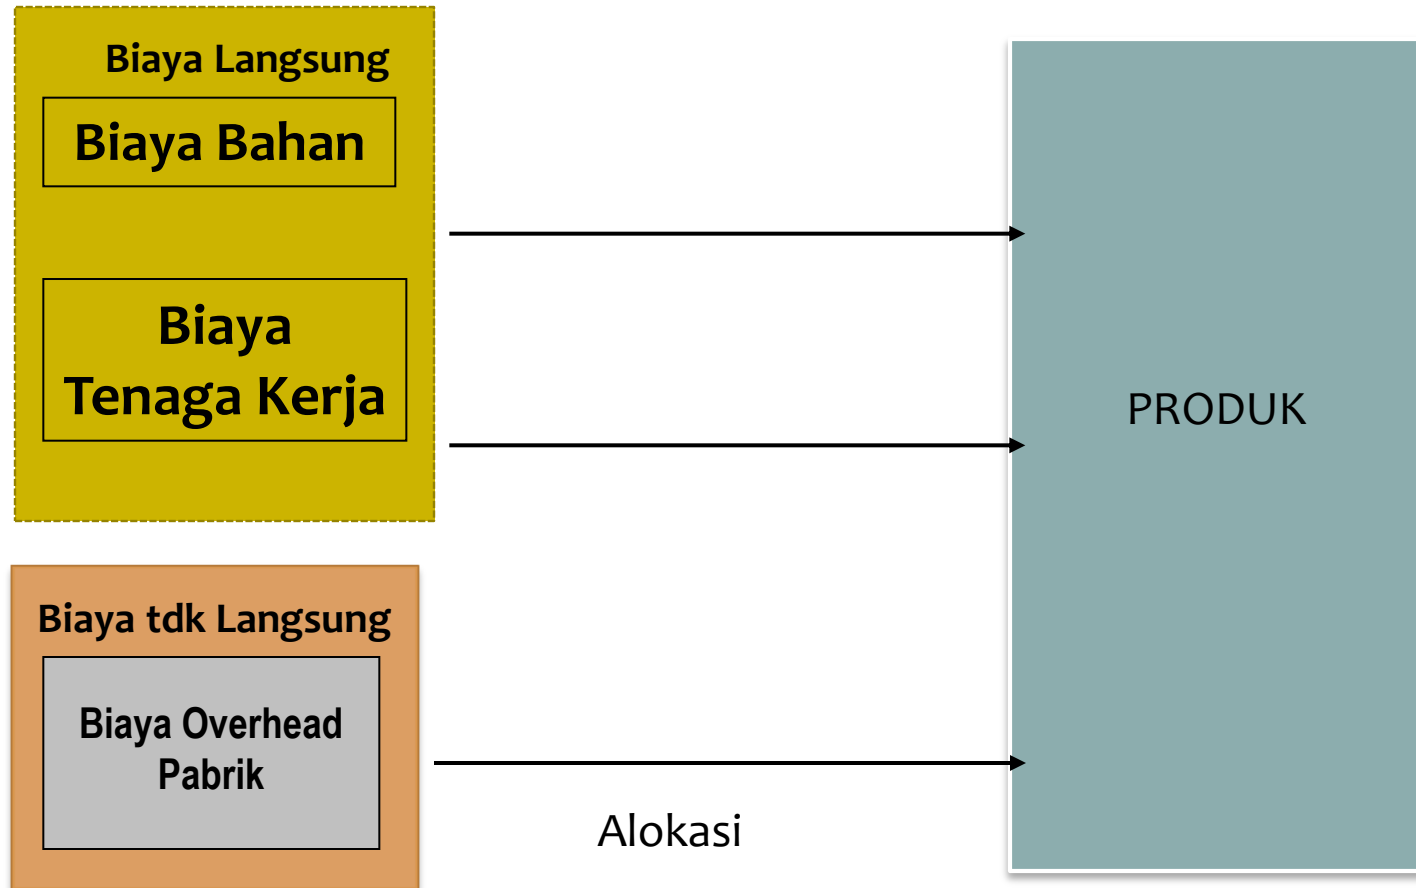 Biaya Langsung
Biaya Bahan
Biaya
Tenaga Kerja
PRODUK
Biaya tdk Langsung
Biaya Overhead
Pabrik
Alokasi